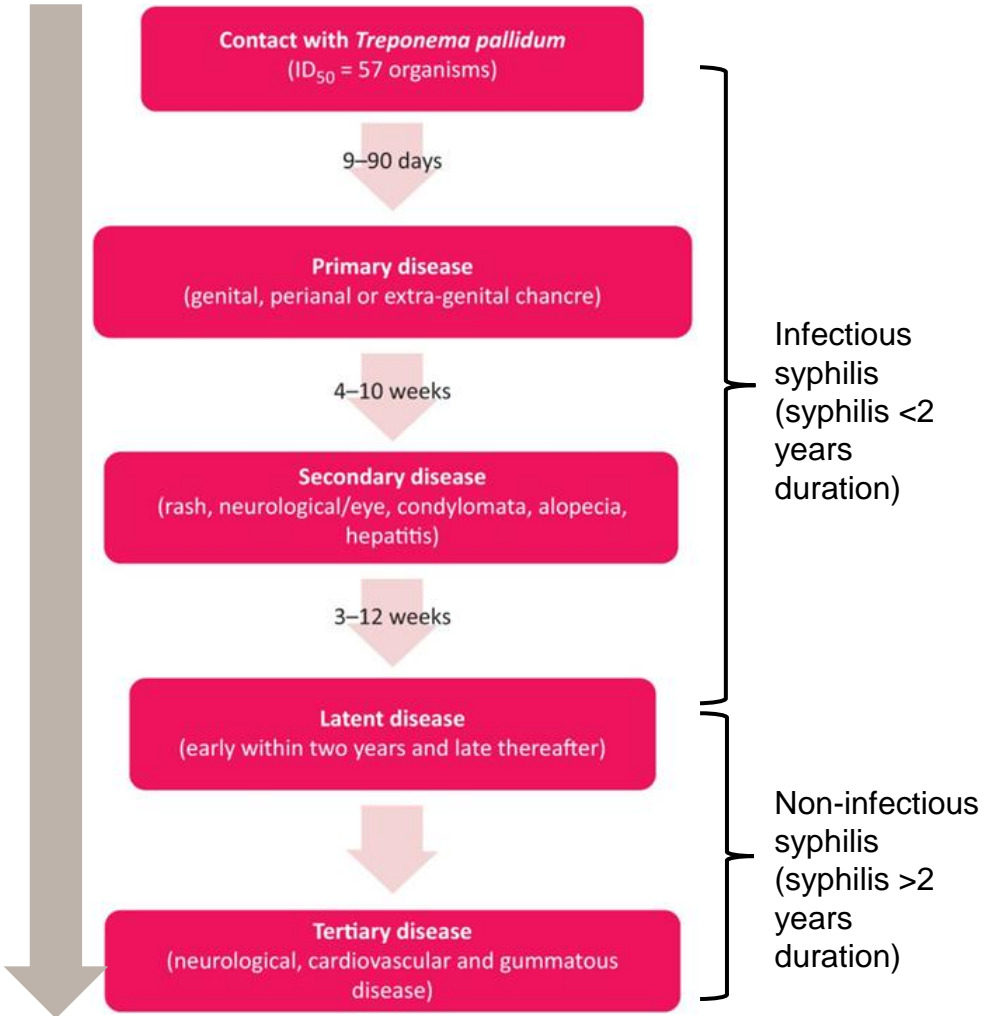 Contact with Treponema pallidum
(ID50 = 57 organisms)
9–90 days
Primary disease
(genital, perianal or extra-genital chancre)
4–10 weeks
Secondary disease
(rash, neurological/eye, condylomata, alopecia,
hepatitis)
3–12 weeks
Latent disease
(early within two years and late thereafter)
Tertiary disease
(neurological, cardiovascular and gummatous
disease)
Infectious
syphilis
(syphilis <2
years
duration)
Non-infectious
syphilis
(syphilis >2
years
duration)